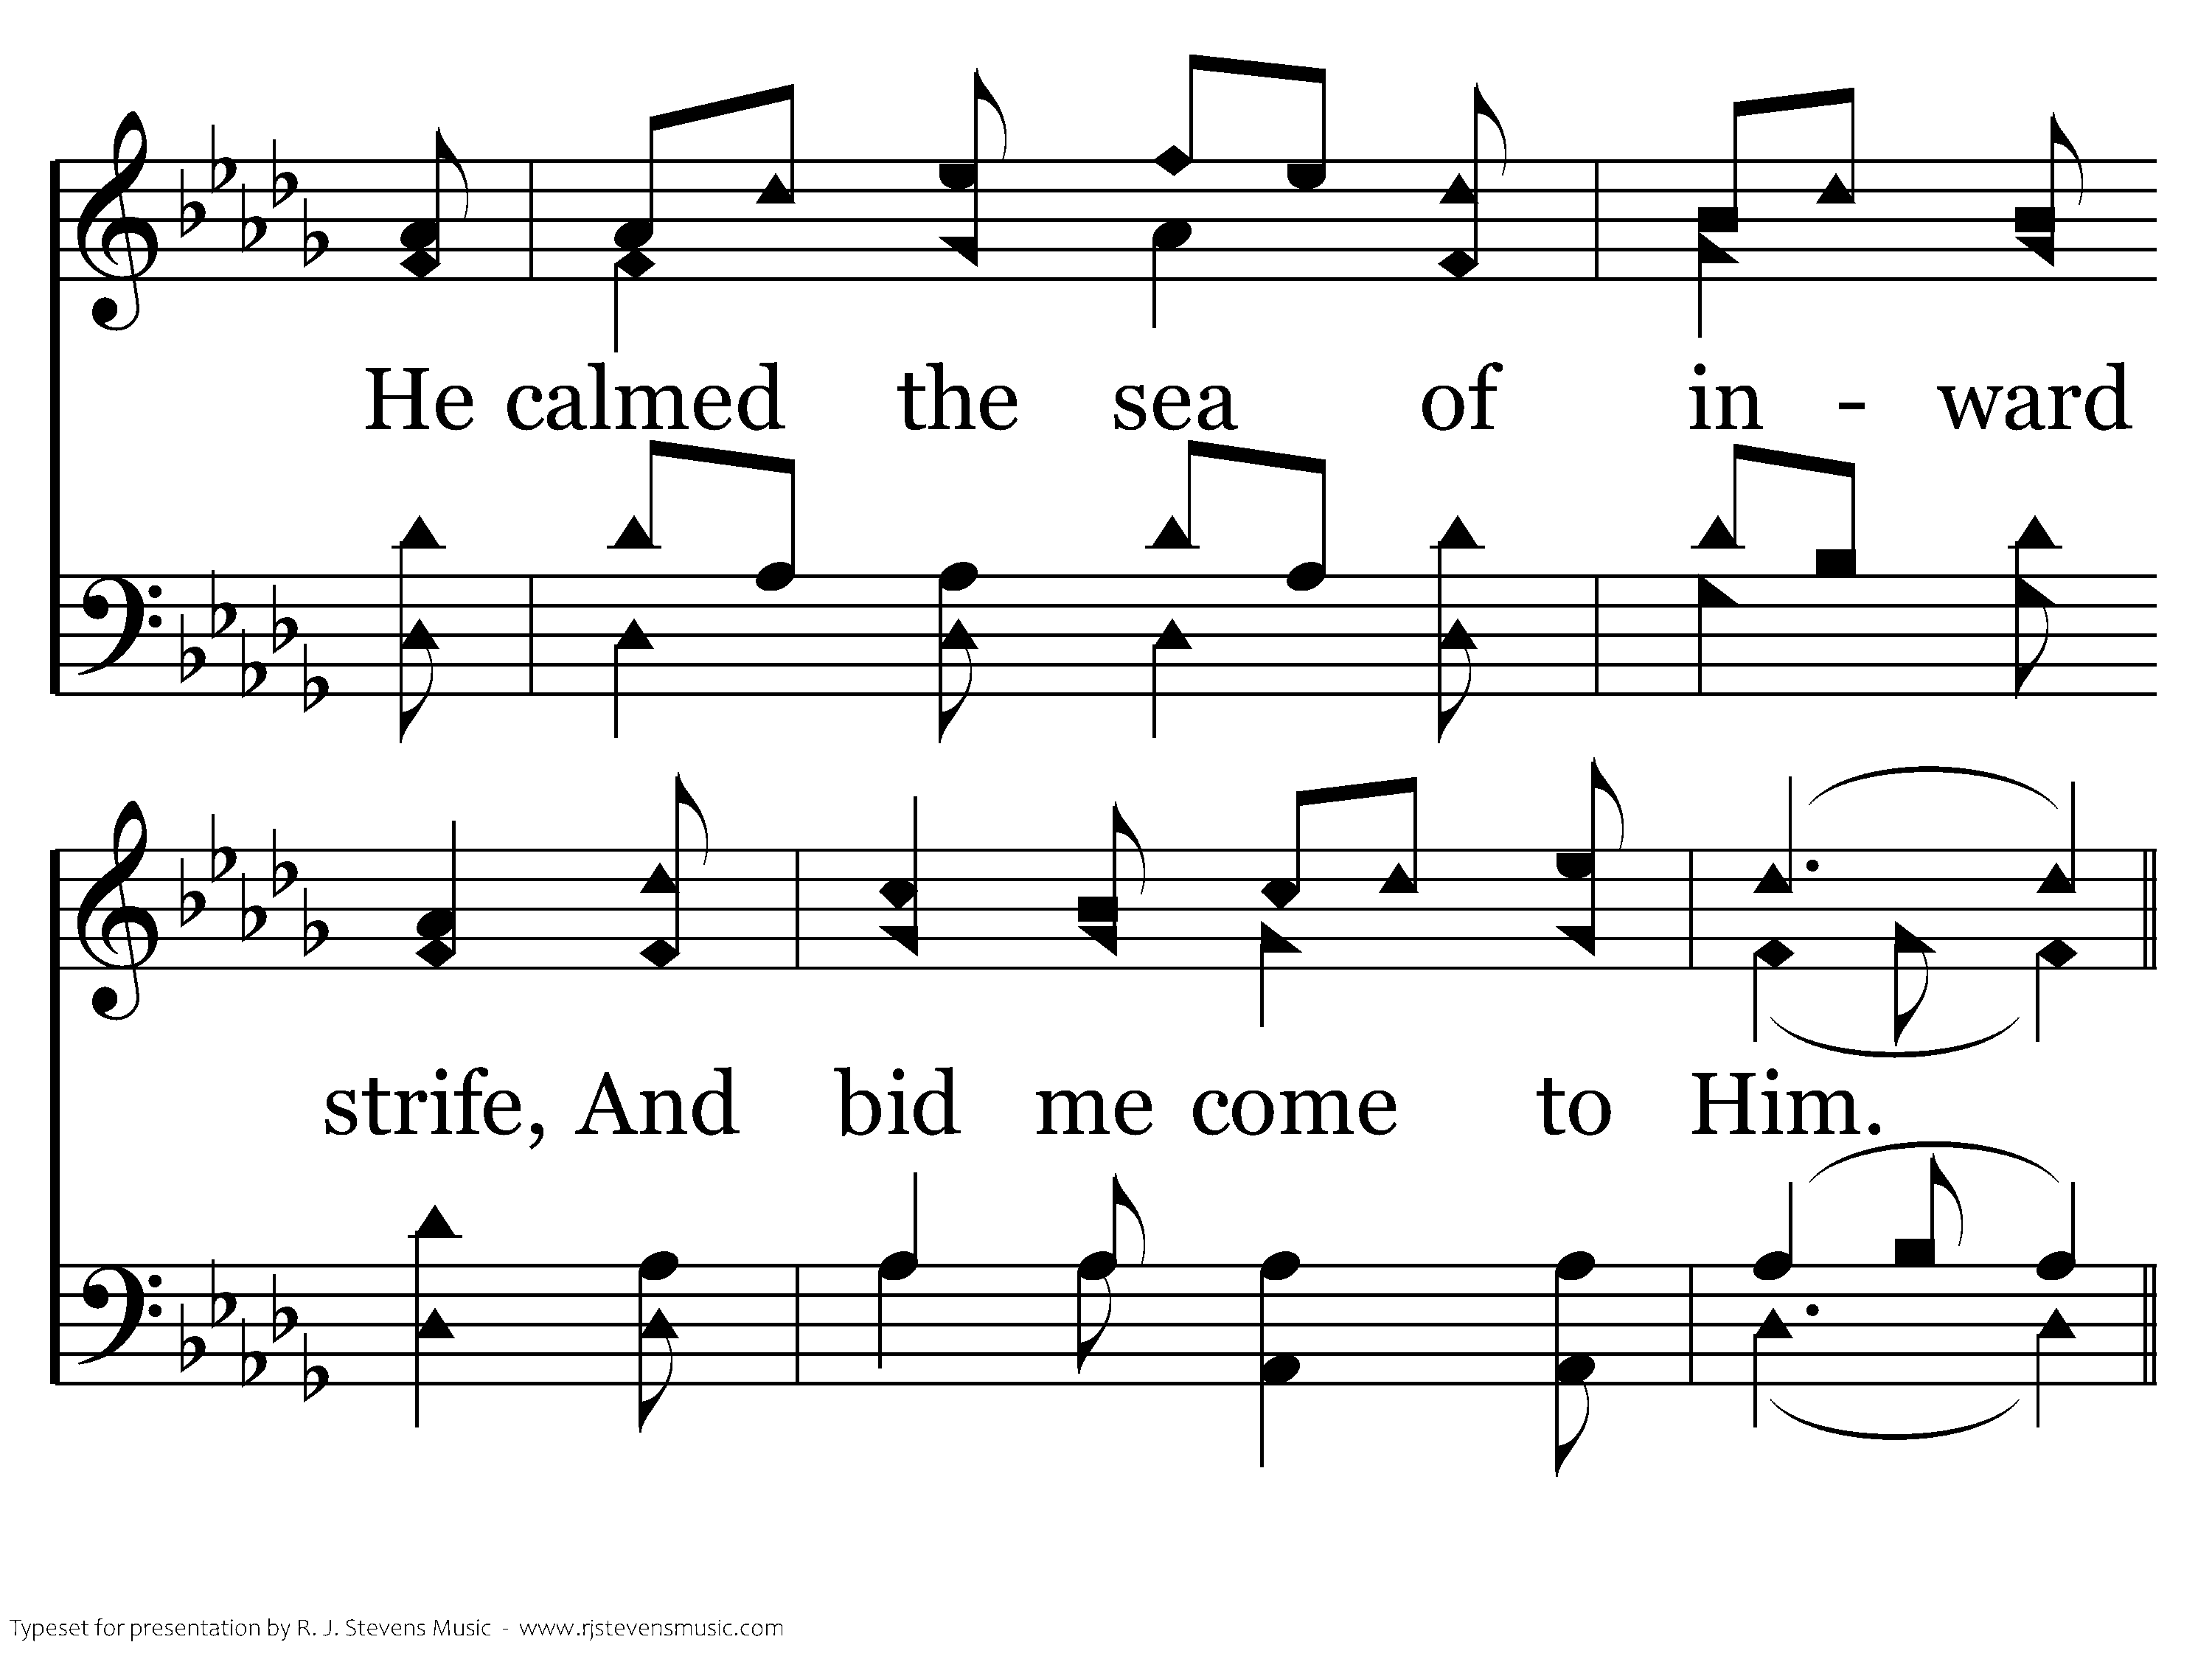 He calmed the sea of in - ward
strife, And bid me come to Him.
Typeset for presentation by R. J. Stevens Music - www.rjstevensmusic.com